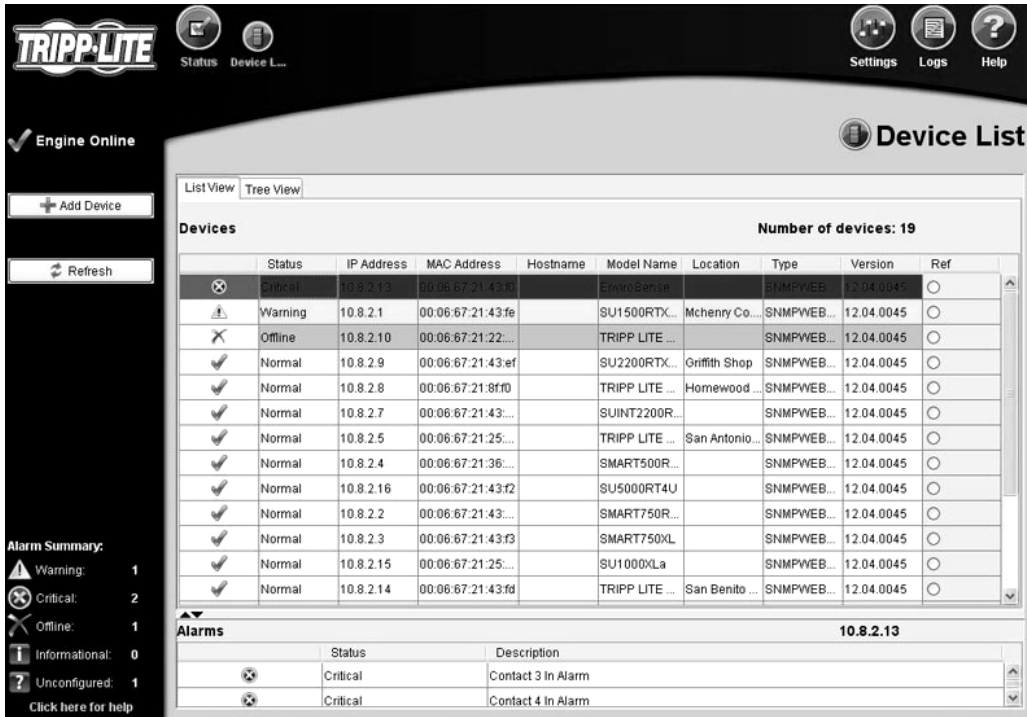 TRIPP·LITE
Status
Device L...
Settings
Logs
Help
Engine Online
Device List
Add Device
Refresh
List View Tree View
Devices Number of devices: 19
Status IP Address MAC Address Hostname Model Name Location Type Version Ref
Critical 10.8.2.13 00:06:67:21:43:f0 EnviroSense SNMPWEB... 12.04.0045
Warning 10.8.2.1 00:06:67:21:43:fe SU1500RTX... Mchenry Co.... SNMPWEB... 12.04.0045
Offline 10.8.2.10 00:06:67:21:22:... TRIPP LITE ... SNMPWEB... 12.04.0045
Normal 10.8.2.9 00:06:67:21:43:ef SU2200RTX... Griffith Shop SNMPWEB... 12.04.0045
Normal 10.8.2.8 00:06:67:21:8f:f0 TRIPP LITE ... Homewood ... SNMPWEB... 12.04.0045
Normal 10.8.2.7 00:06:67:21:43:... SUINT2200R... SNMPWEB... 12.04.0045
Normal 10.8.2.5 00:06:67:21:25:... TRIPP LITE ... San Antonio... SNMPWEB... 12.04.0045
Normal 10.8.2.4 00:06:67:21:36:... SMART500R... SNMPWEB... 12.04.0045
Normal 10.8.2.16 00:06:67:21:43:f2 SU5000RT4U SNMPWEB... 12.04.0045
Normal 10.8.2.2 00:06:67:21:43:... SMART750R... SNMPWEB... 12.04.0045
Normal 10.8.2.3 00:06:67:21:43:f3 SMART750XL SNMPWEB... 12.04.0045
Normal 10.8.2.15 00:06:67:21:25:... SU1000XLa SNMPWEB... 12.04.0045
Normal 10.8.2.14 00:06:67:21:43:fd TRIPP LITE ... San Benito ... SNMPWEB... 12.04.0045
Alarm Summary:
Warning: 1
Critical: 2
Offline: 1
Informational: 0
Unconfigured: 1
Click here for help
Alarms 10.8.2.13
Status Description
Critical Contact 3 In Alarm
Critical Contact 4 In Alarm